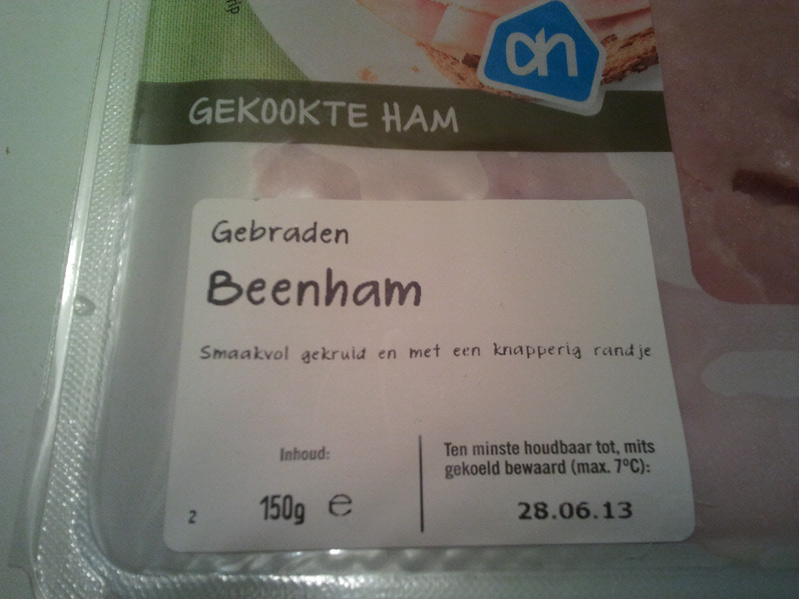 ah
GEKOOKTE HAM
Gebraden
Beenham
Smaakvol gekruid en met een knapperig randje
Inhoud:
150g e
2
Ten minste houdbaar tot, mits
gekoeld bewaard (max. 7°C):
28.06.13